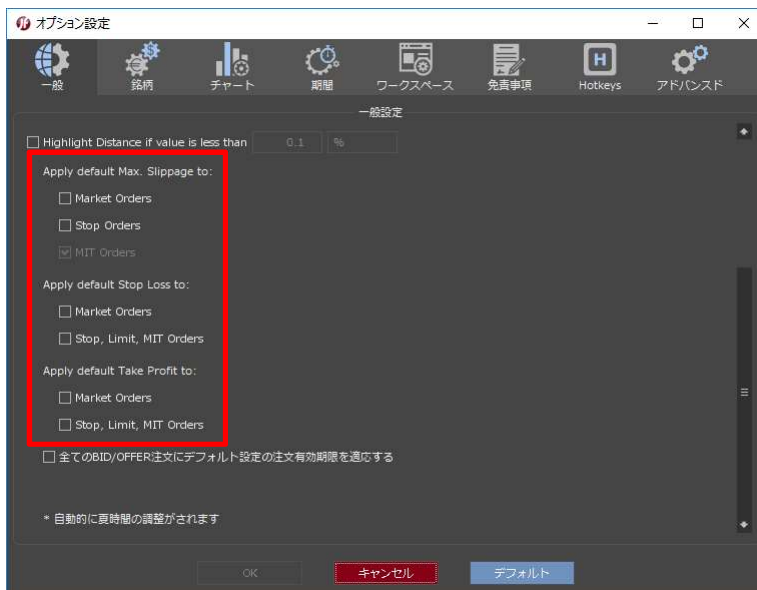 オプション設定
一般 銘柄 チャート 期間 ワークスペース 免責事項 Hotkeys アドバンスド
一般設定
Highlight Distance if value is less than 0.1 %
Apply default Max. Slippage to:
Market Orders
Stop Orders
MIT Orders
Apply default Stop Loss to:
Market Orders
Stop, Limit, MIT Orders
Apply default Take Profit to:
Market Orders
Stop, Limit, MIT Orders
全てのBID/OFFER注文にデフォルト設定の注文有効期限を適応する
* 自動的に夏時間の調整がされます
OK キャンセル デフォルト